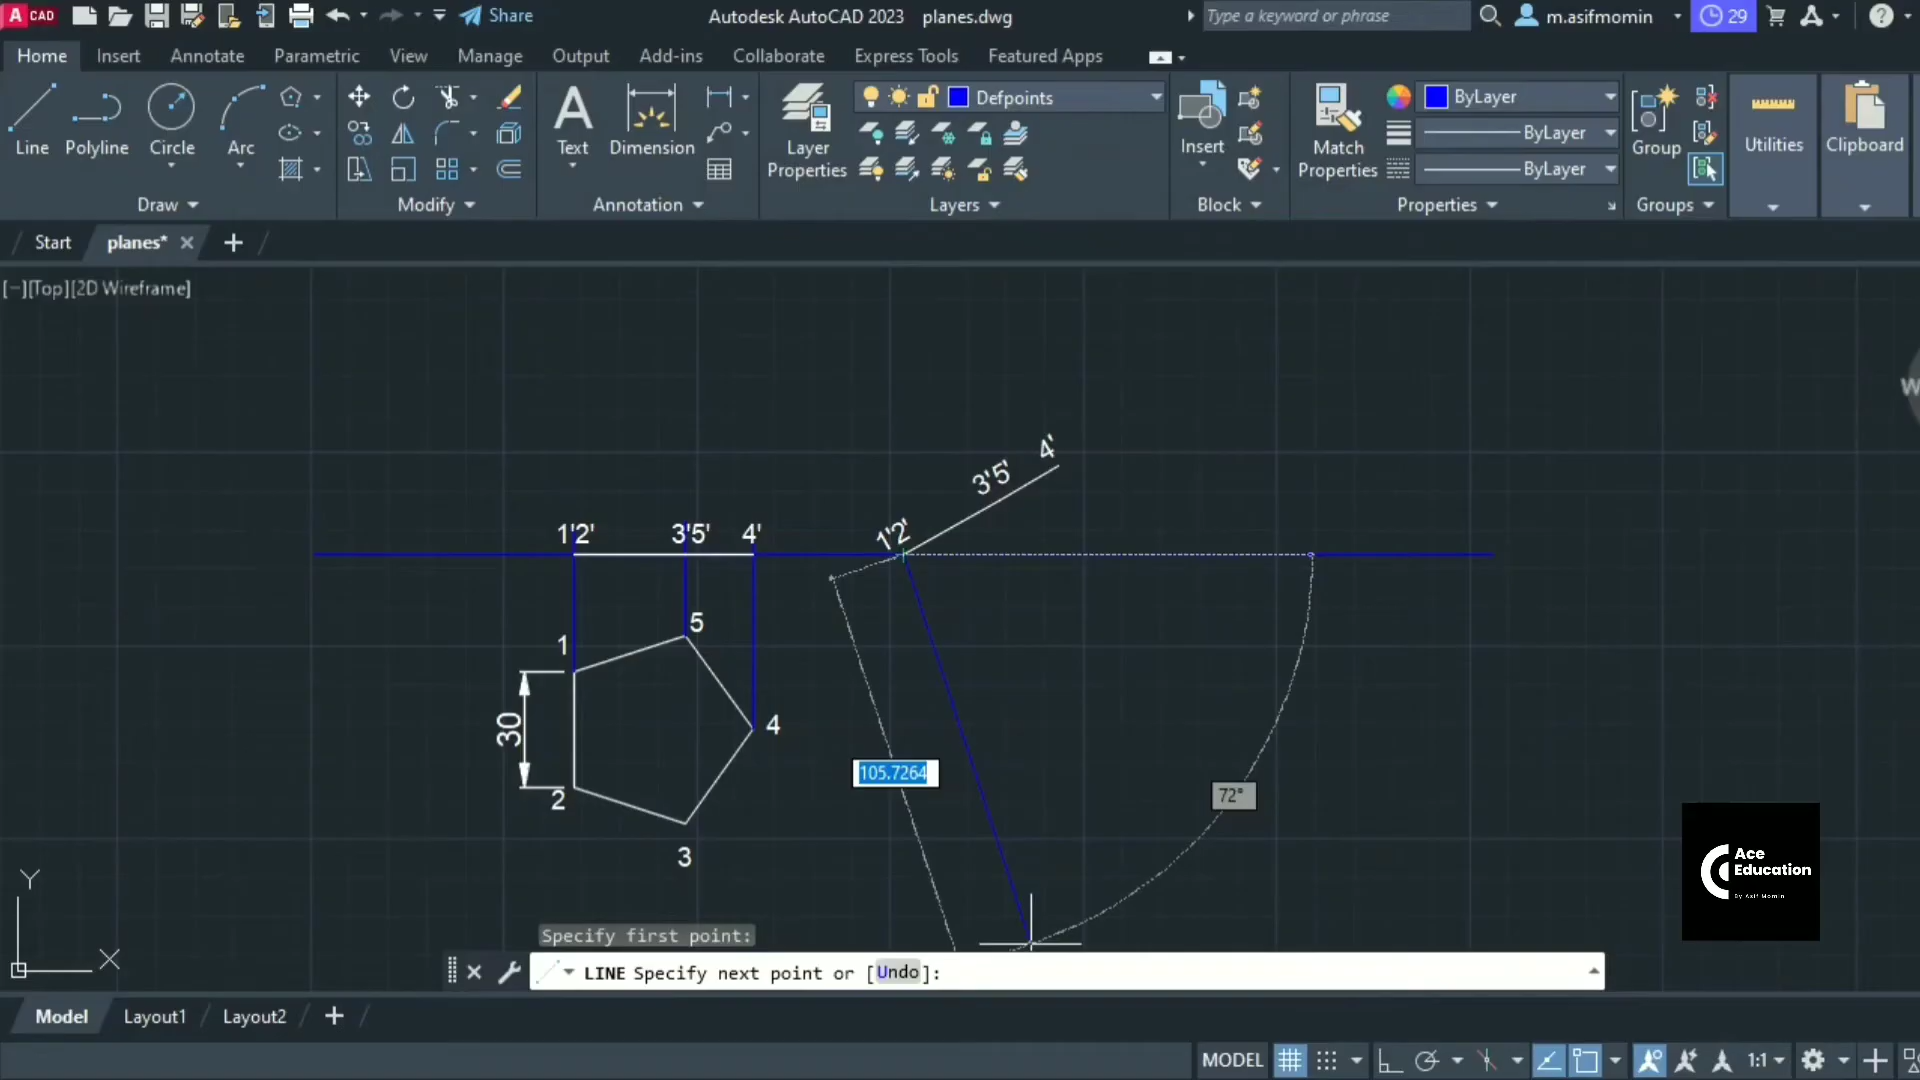 A CAD
Share
Autodesk AutoCAD 2023 planes.dwg
Type a keyword or phrase
m.asifmomin
29
Home Insert Annotate Parametric View Manage Output Add-ins Collaborate Express Tools Featured Apps
Line Polyline Circle Arc
Text Dimension
Layer Properties
Defpoints
Insert
Match Properties
ByLayer
ByLayer
ByLayer
Group
Utilities
Clipboard
Draw Modify Annotation Layers Block Properties Groups
Start planes*
[−][Top][2D Wireframe]
W
4'
3'5'
1'2'
1'2' 3'5' 4'
5
1
4
30
2
3
105.7264
72°
Ace
Education
By Asif Momin
Y
X
Specify first point:
LINE Specify next point or [Undo]:
Model Layout1 Layout2
MODEL
1:1